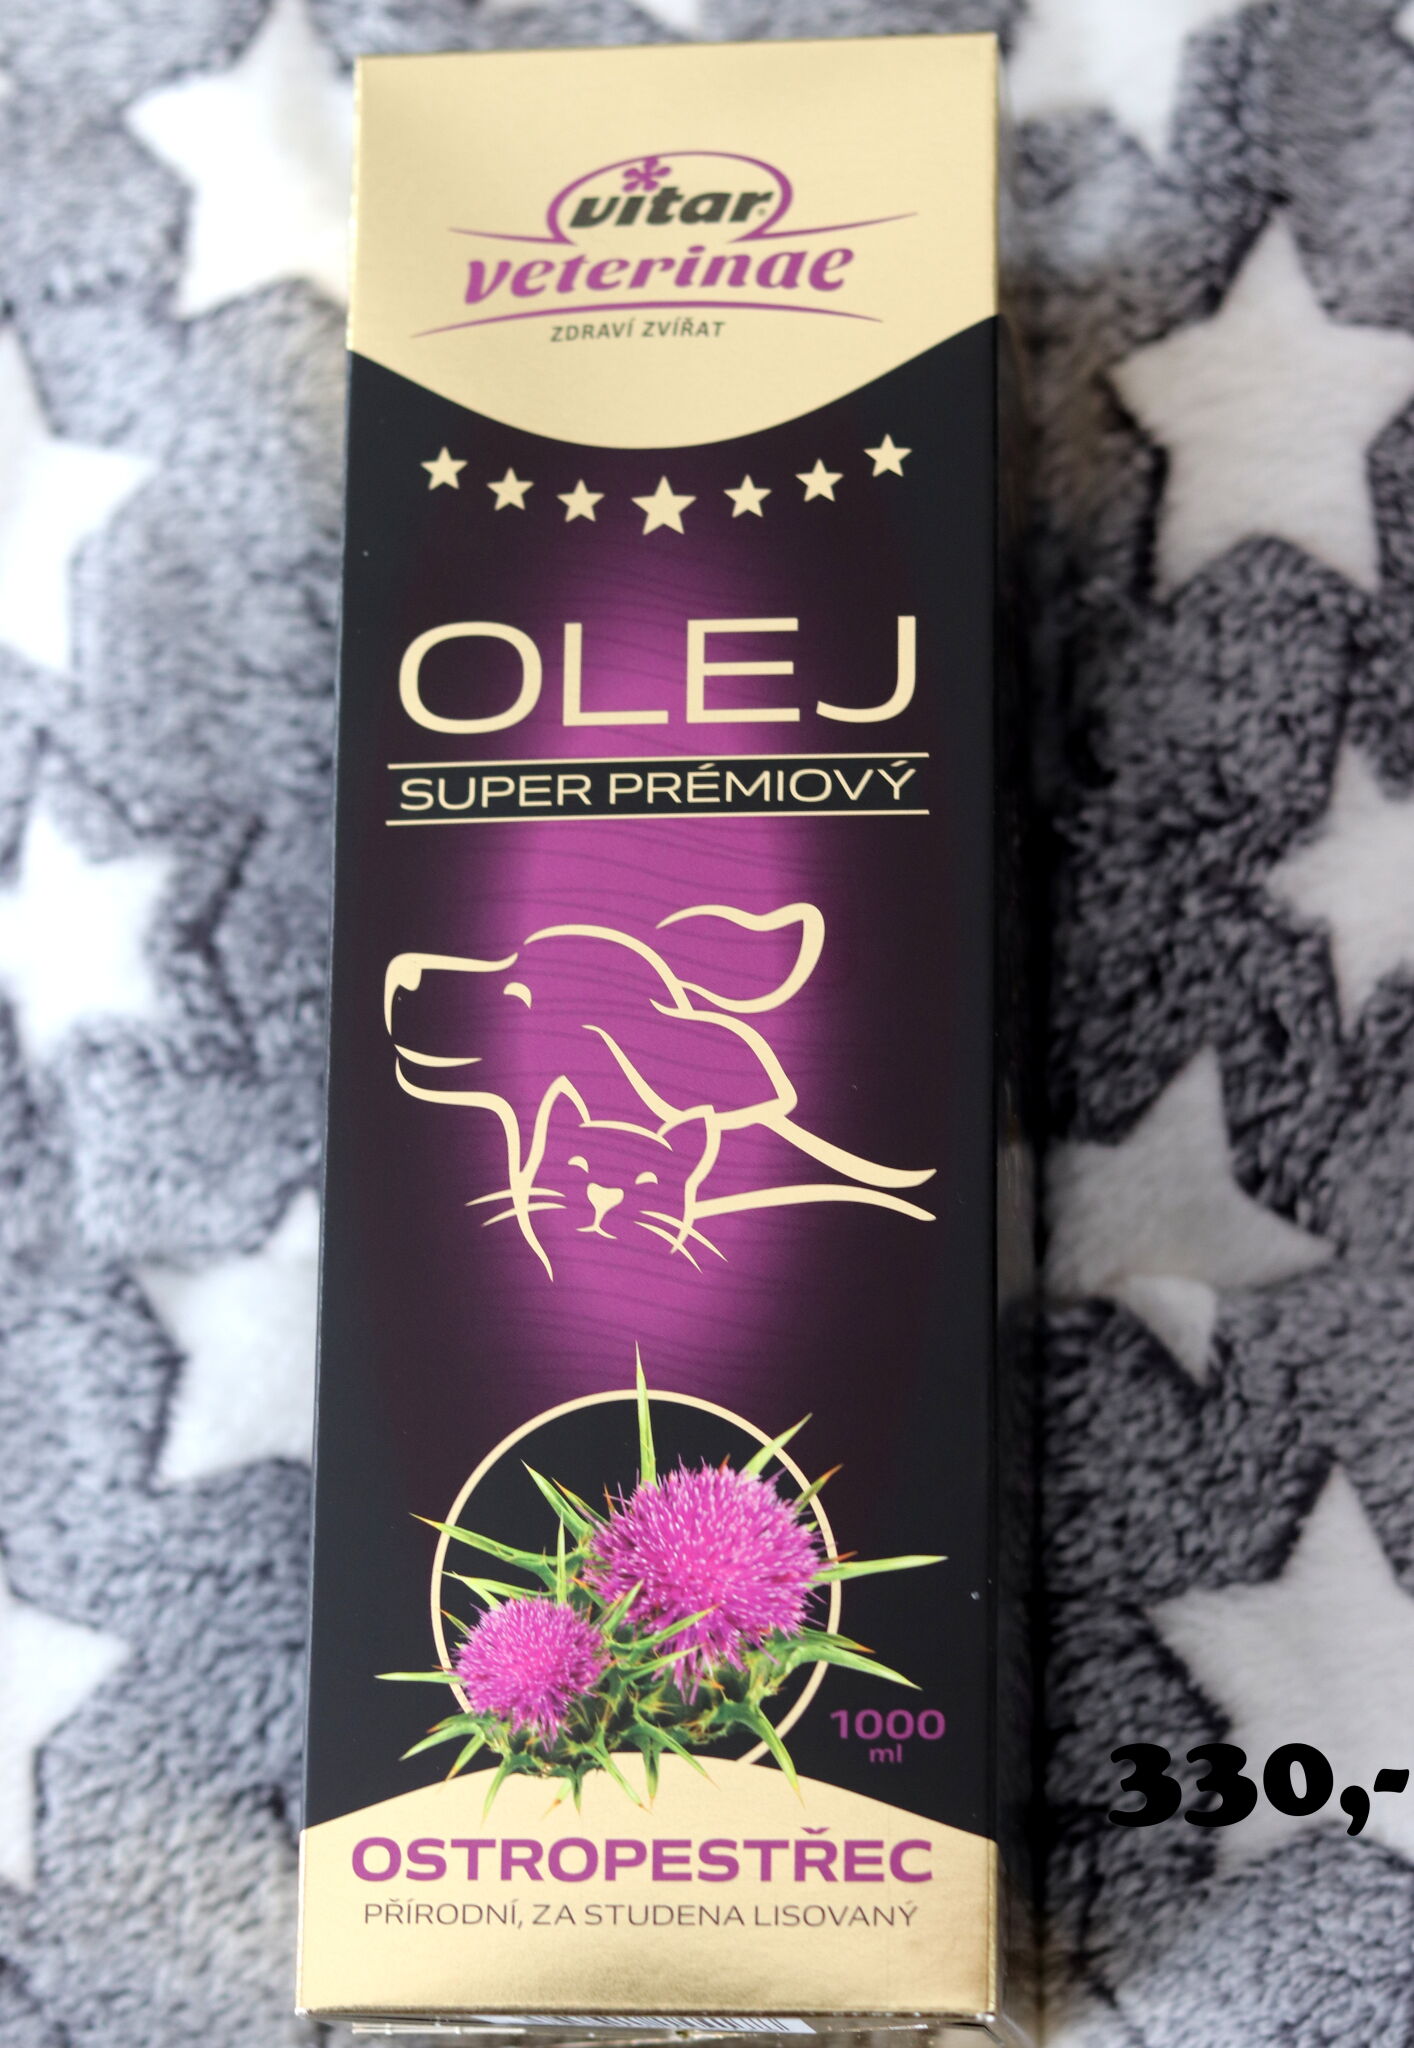 vitar
veterinae
ZDRAVÍ ZVÍŘAT
OLEJ
SUPER PRÉMIOVÝ
1000
ml
330,-
OSTROPESTŘEC
PŘÍRODNÍ, ZA STUDENA LISOVANÝ